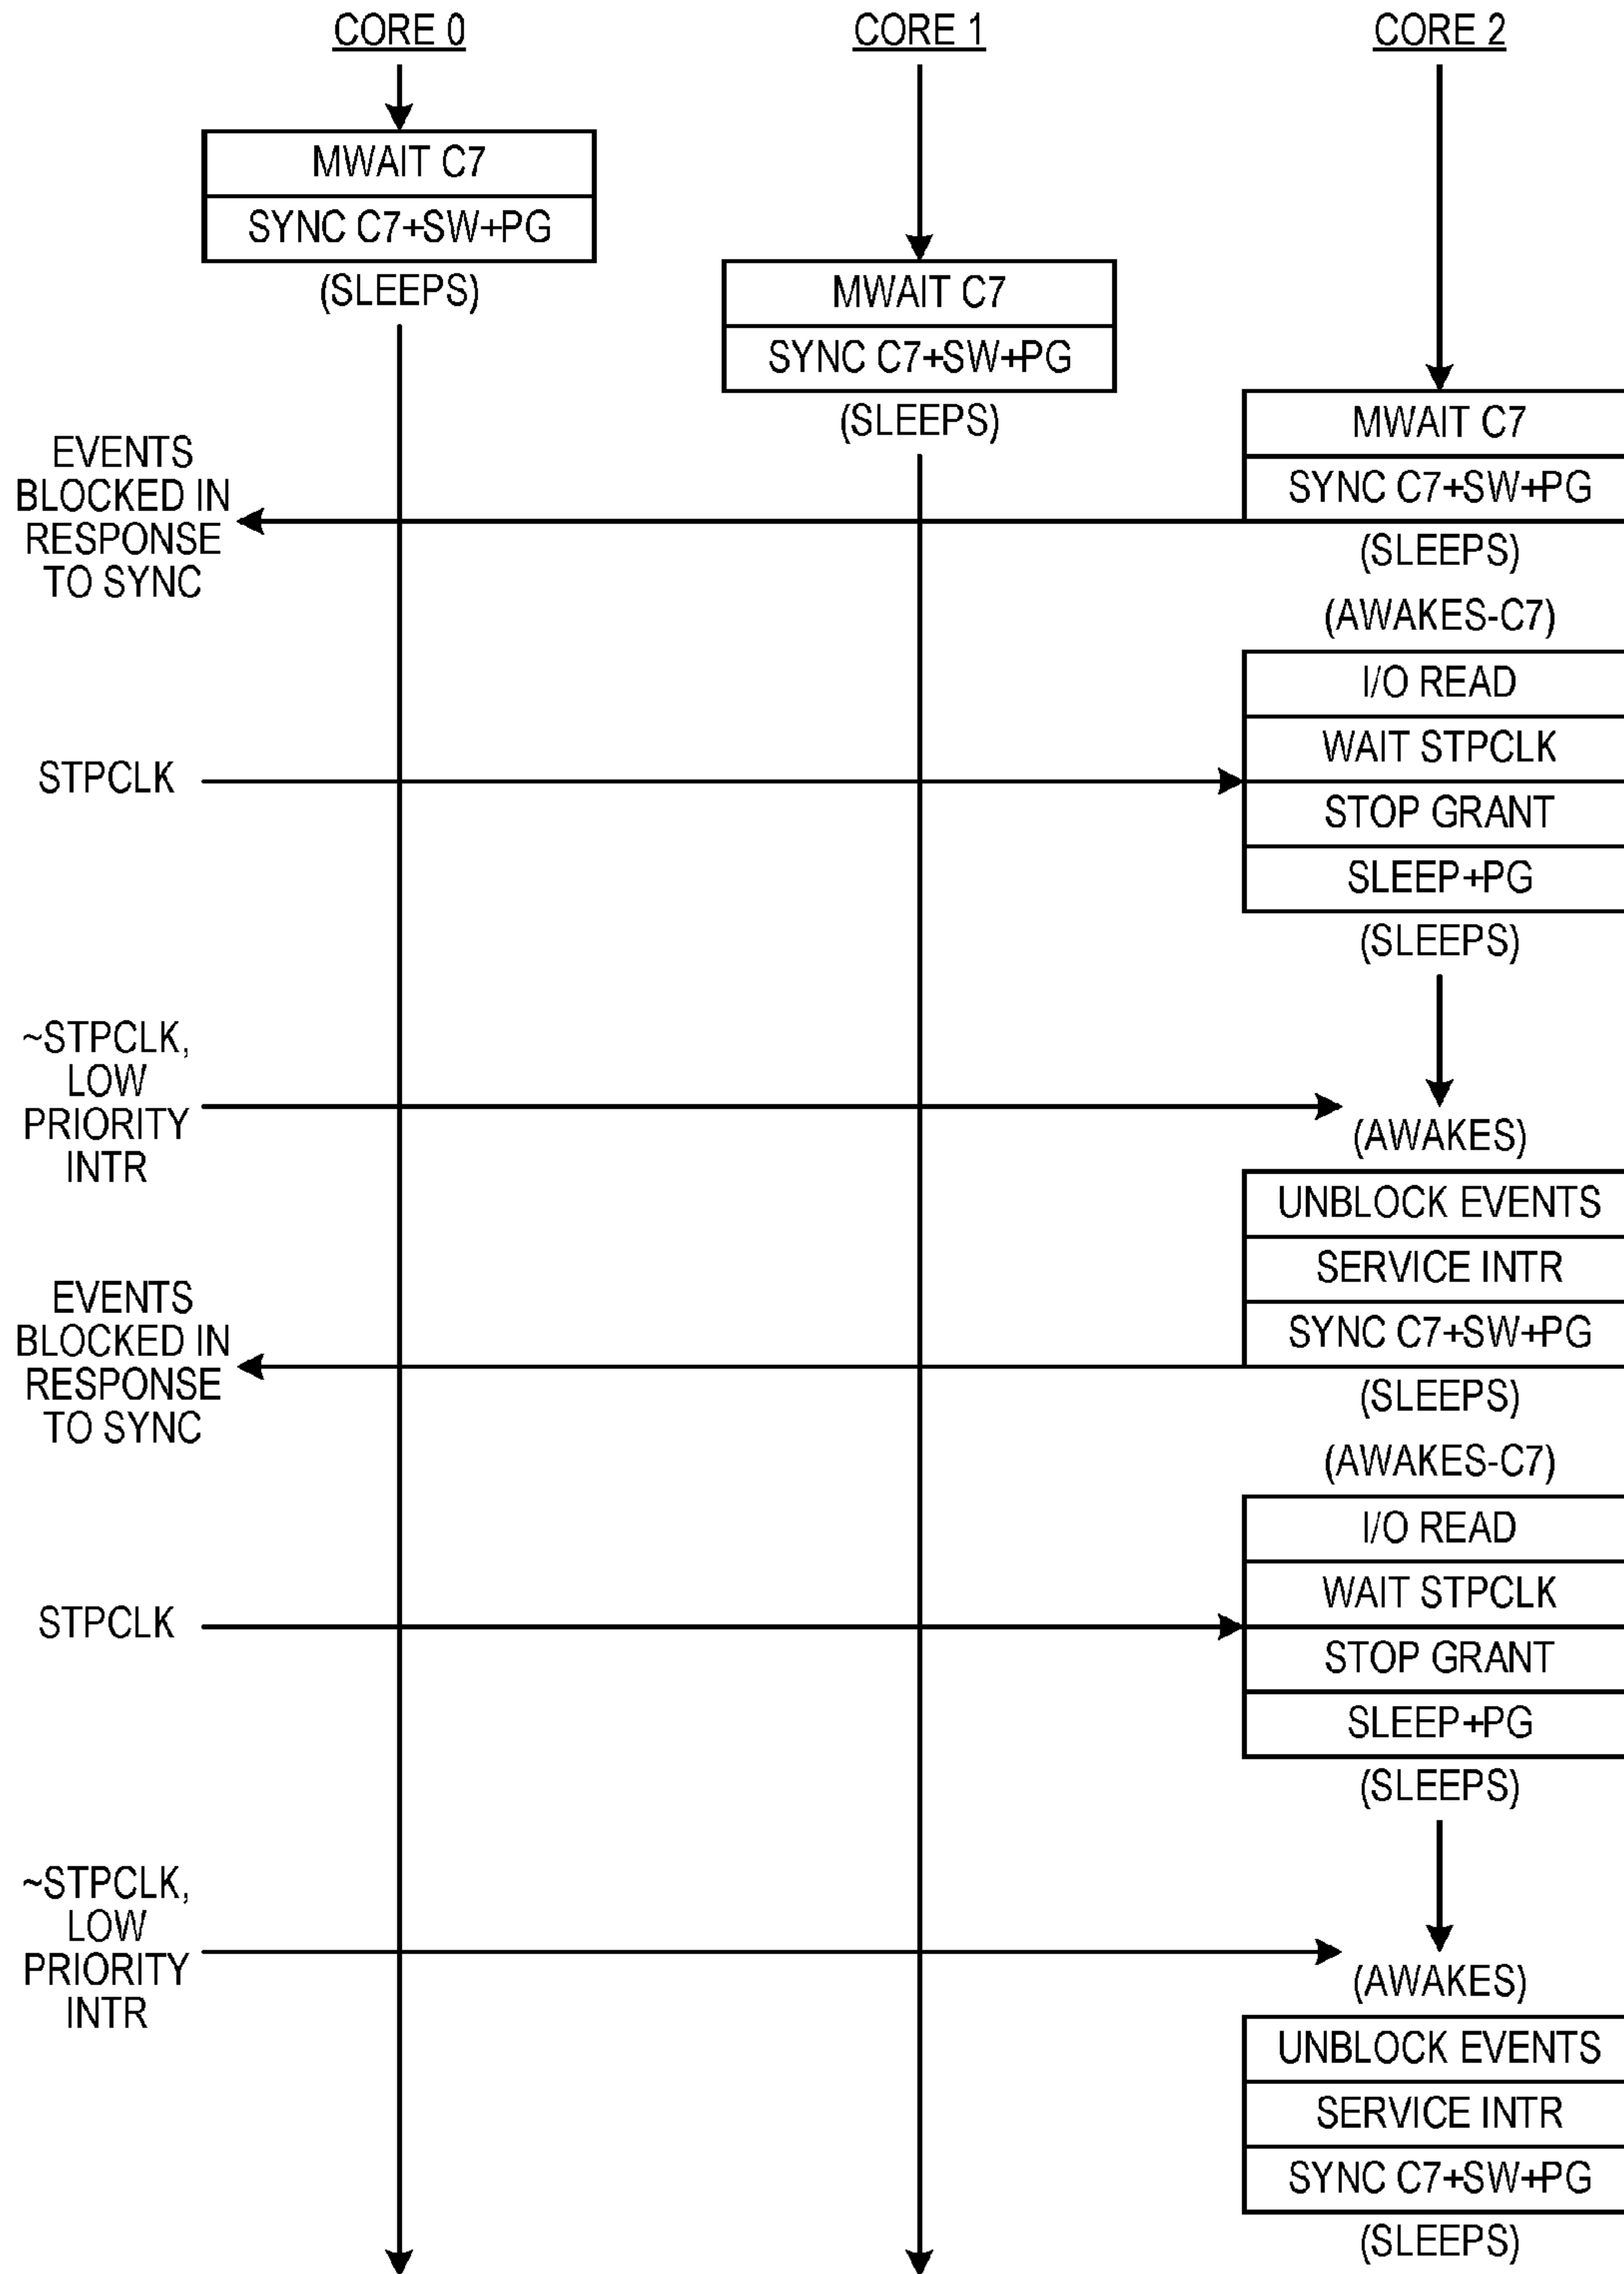 CORE 0
CORE 1
CORE 2
MWAIT C7
SYNC C7+SW+PG
(SLEEPS)
MWAIT C7
SYNC C7+SW+PG
(SLEEPS)
MWAIT C7
SYNC C7+SW+PG
(SLEEPS)
EVENTS
BLOCKED IN
RESPONSE
TO SYNC
(AWAKES-C7)
I/O READ
WAIT STPCLK
STPCLK
STOP GRANT
SLEEP+PG
(SLEEPS)
~STPCLK,
LOW
PRIORITY
INTR
(AWAKES)
UNBLOCK EVENTS
SERVICE INTR
SYNC C7+SW+PG
EVENTS
BLOCKED IN
RESPONSE
TO SYNC
(SLEEPS)
(AWAKES-C7)
I/O READ
WAIT STPCLK
STPCLK
STOP GRANT
SLEEP+PG
(SLEEPS)
~STPCLK,
LOW
PRIORITY
INTR
(AWAKES)
UNBLOCK EVENTS
SERVICE INTR
SYNC C7+SW+PG
(SLEEPS)